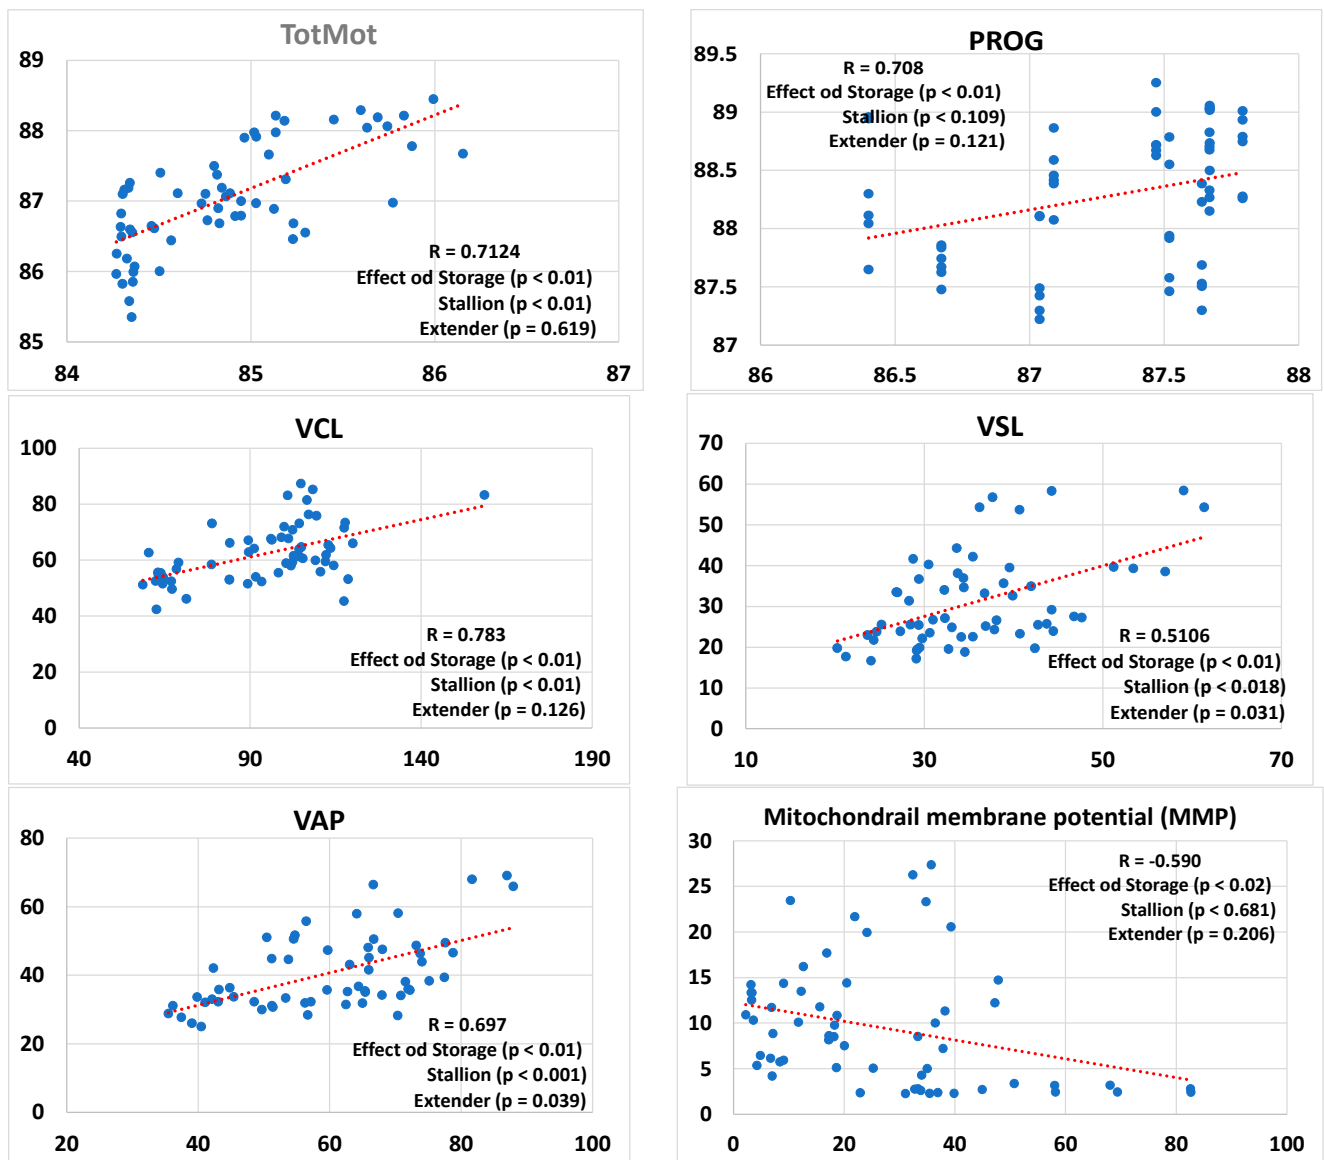 TotMot
89
88
87
86
85
84
85
86
87
R = 0.7124
Effect od Storage (p < 0.01)
Stallion (p < 0.01)
Extender (p = 0.619)
PROG
89.5
89
88.5
88
87.5
87
86
86.5
87
87.5
88
R = 0.708
Effect od Storage (p < 0.01)
Stallion (p < 0.109)
Extender (p = 0.121)
VCL
100
80
60
40
20
0
40
90
140
190
R = 0.783
Effect od Storage (p < 0.01)
Stallion (p < 0.01)
Extender (p = 0.126)
VSL
70
60
50
40
30
20
10
0
10
30
50
70
R = 0.5106
Effect od Storage (p < 0.01)
Stallion (p < 0.018)
Extender (p = 0.031)
VAP
80
60
40
20
0
20
40
60
80
100
R = 0.697
Effect od Storage (p < 0.01)
Stallion (p < 0.001)
Extender (p = 0.039)
Mitochondrail membrane potential (MMP)
30
25
20
15
10
5
0
0
20
40
60
80
100
R = -0.590
Effect od Storage (p < 0.02)
Stallion (p < 0.681)
Extender (p = 0.206)